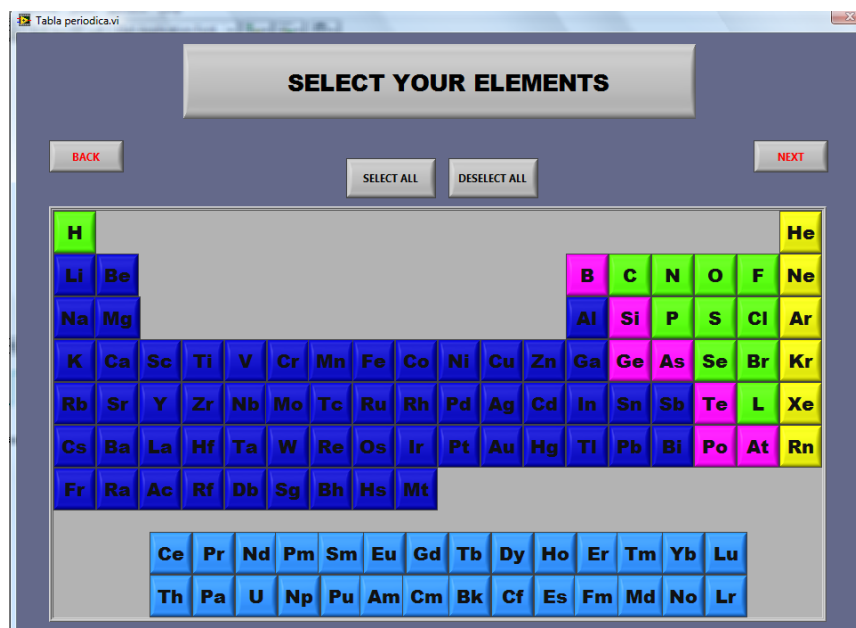 Tabla periodica.vi
SELECT YOUR ELEMENTS
BACK
NEXT
SELECT ALL DESELECT ALL
H He
Li Be B C N O F Ne
Na Mg Al Si P S Cl Ar
K Ca Sc Ti V Cr Mn Fe Co Ni Cu Zn Ga Ge As Se Br Kr
Rb Sr Y Zr Nb Mo Tc Ru Rh Pd Ag Cd In Sn Sb Te L Xe
Cs Ba La Hf Ta W Re Os Ir Pt Au Hg Tl Pb Bi Po At Rn
Fr Ra Ac Rf Db Sg Bh Hs Mt
Ce Pr Nd Pm Sm Eu Gd Tb Dy Ho Er Tm Yb Lu
Th Pa U Np Pu Am Cm Bk Cf Es Fm Md No Lr